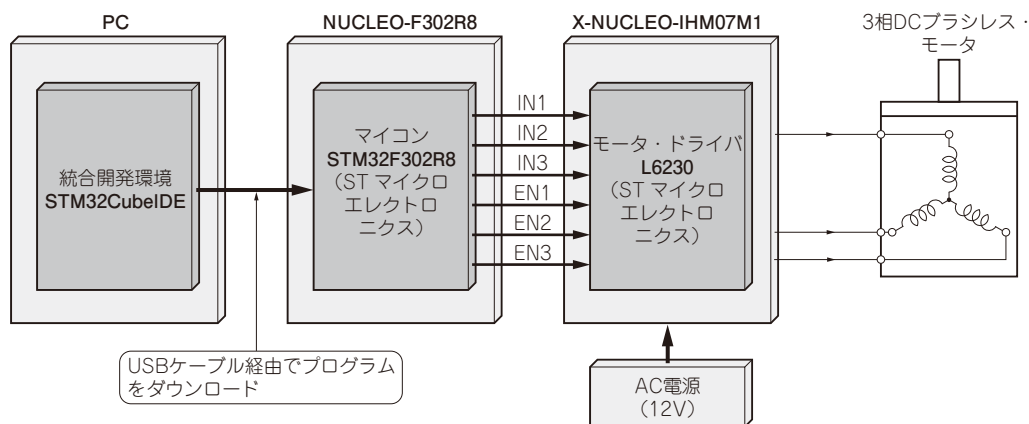 PC
NUCLEO-F302R8
X-NUCLEO-IHM07M1
3相DCブラシレス・
モータ
統合開発環境
STM32CubeIDE
マイコン
STM32F302R8
(ST マイクロ
エレクトロ
ニクス)
IN1
IN2
IN3
EN1
EN2
EN3
モータ・ドライバ
L6230
(ST マイクロ
エレクトロ
ニクス)
USBケーブル経由でプログラム
をダウンロード
AC電源
(12V)